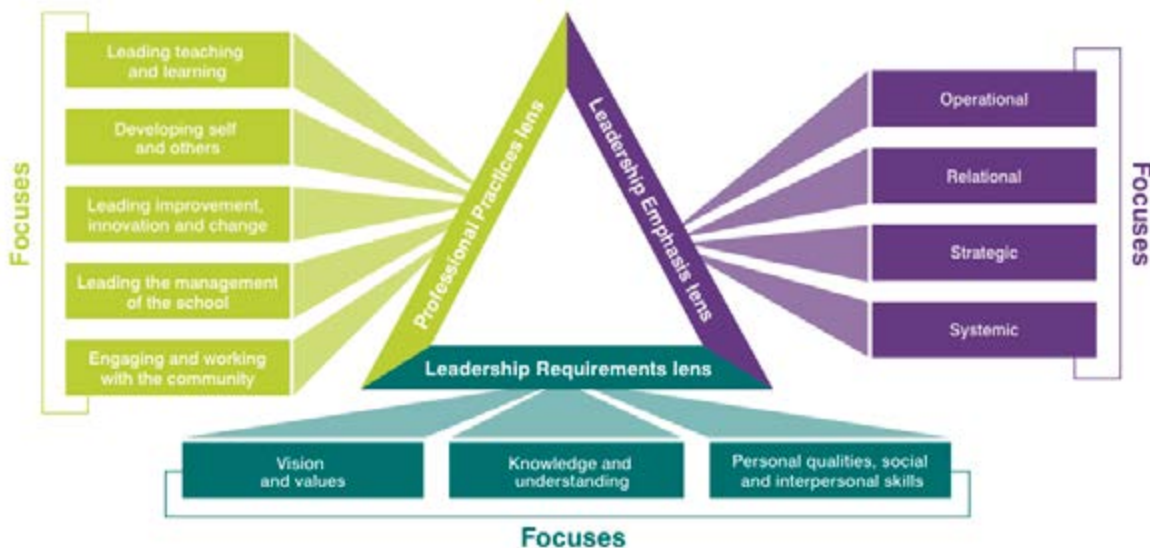 Focuses
Leading teaching
and learning
Developing self
and others
Leading improvement,
innovation and change
Leading the management
of the school
Engaging and working
with the community
Professional Practices lens
Leadership Emphasis lens
Leadership Requirements lens
Operational
Relational
Strategic
Systemic
Focuses
Vision
and values
Knowledge and
understanding
Personal qualities, social
and interpersonal skills
Focuses